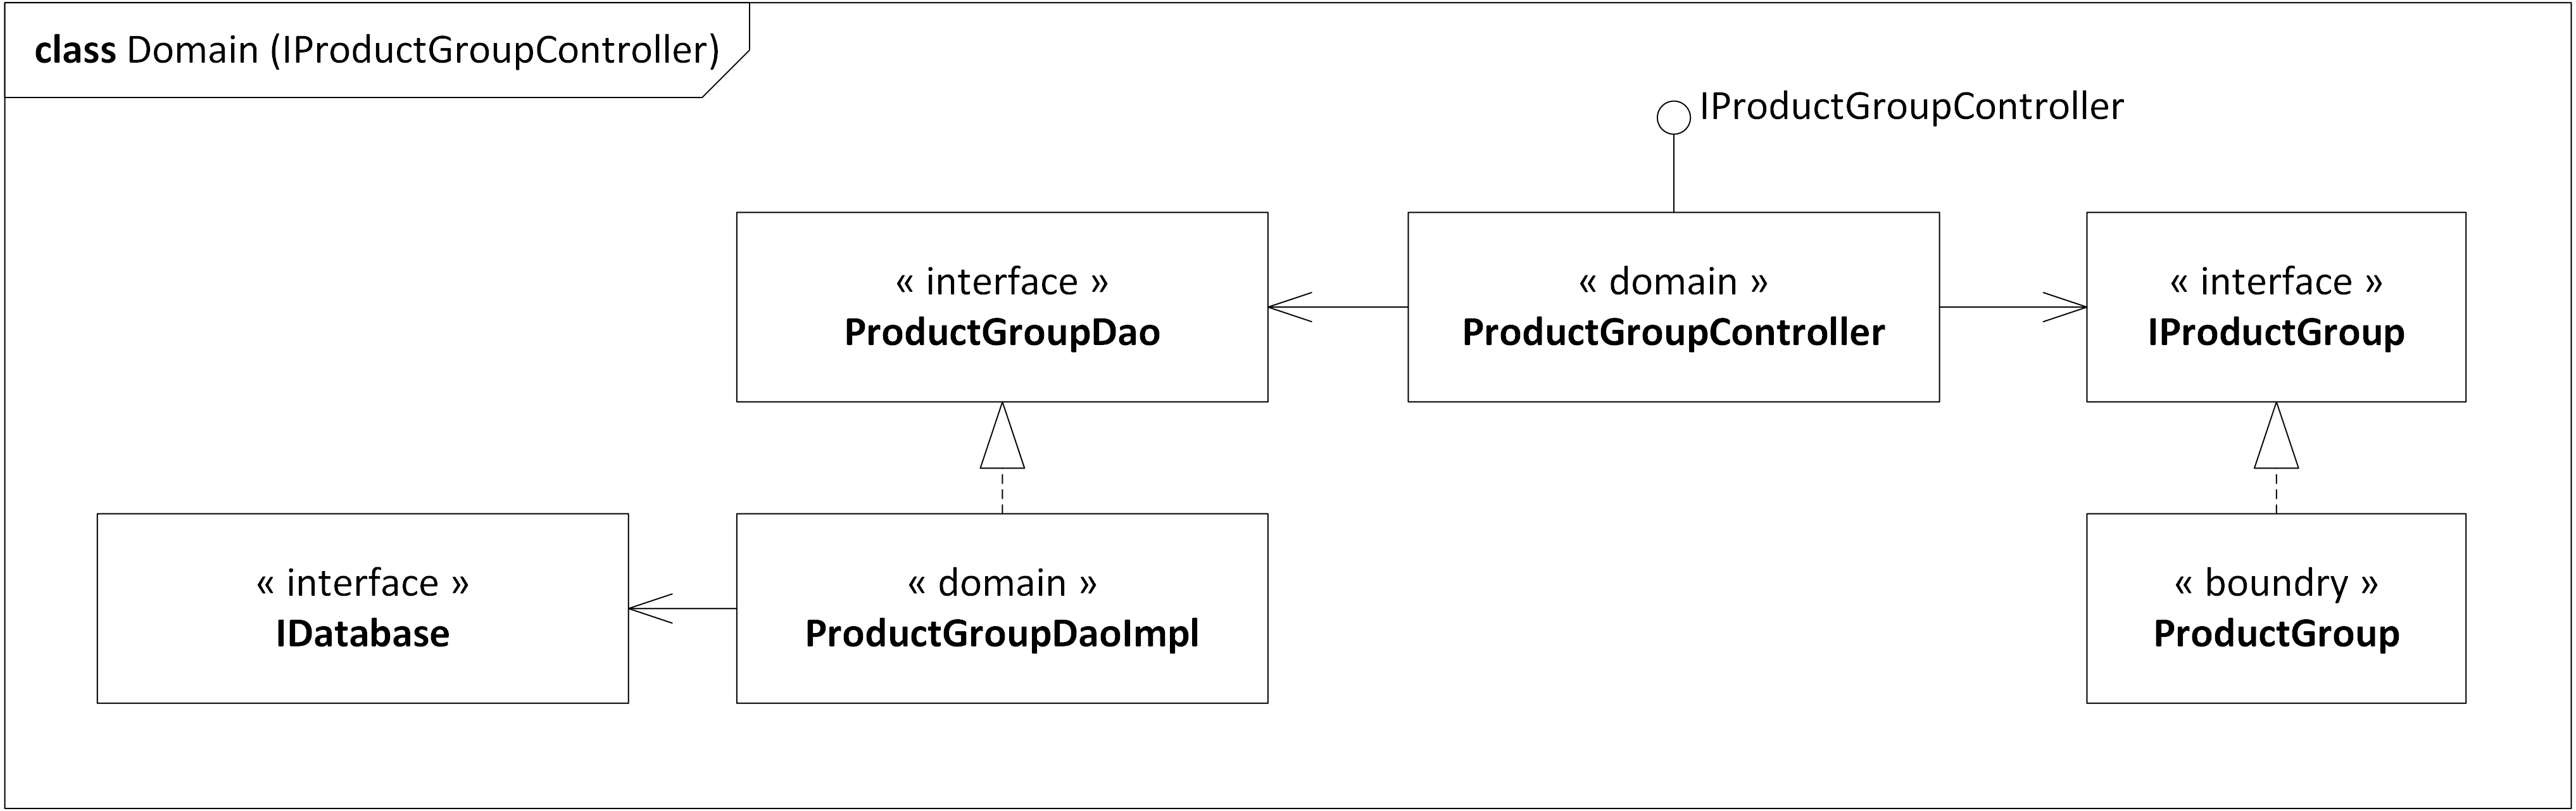 class Domain (IProductGroupController)
IProductGroupController
« interface »
ProductGroupDao
« domain »
ProductGroupController
« interface »
IProductGroup
« interface »
IDatabase
« domain »
ProductGroupDaoImpl
« boundry »
ProductGroup